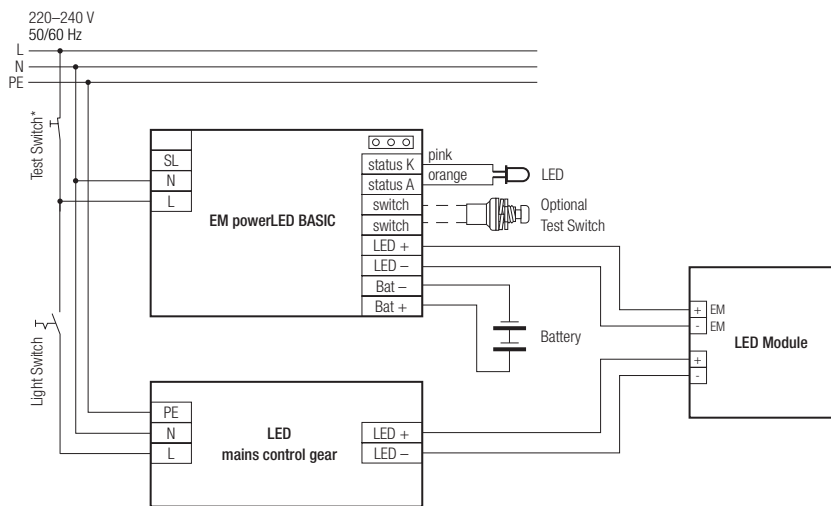 220–240 V
50/60 Hz
L
N
PE
Test Switch*
SL
N
L
EM powerLED BASIC
status K
status A
switch
switch
LED +
LED –
Bat –
Bat +
pink
orange
LED
Optional
Test Switch
Battery
+ EM
- EM
+
-
LED Module
Light Switch
PE
N
L
LED
mains control gear
LED +
LED –